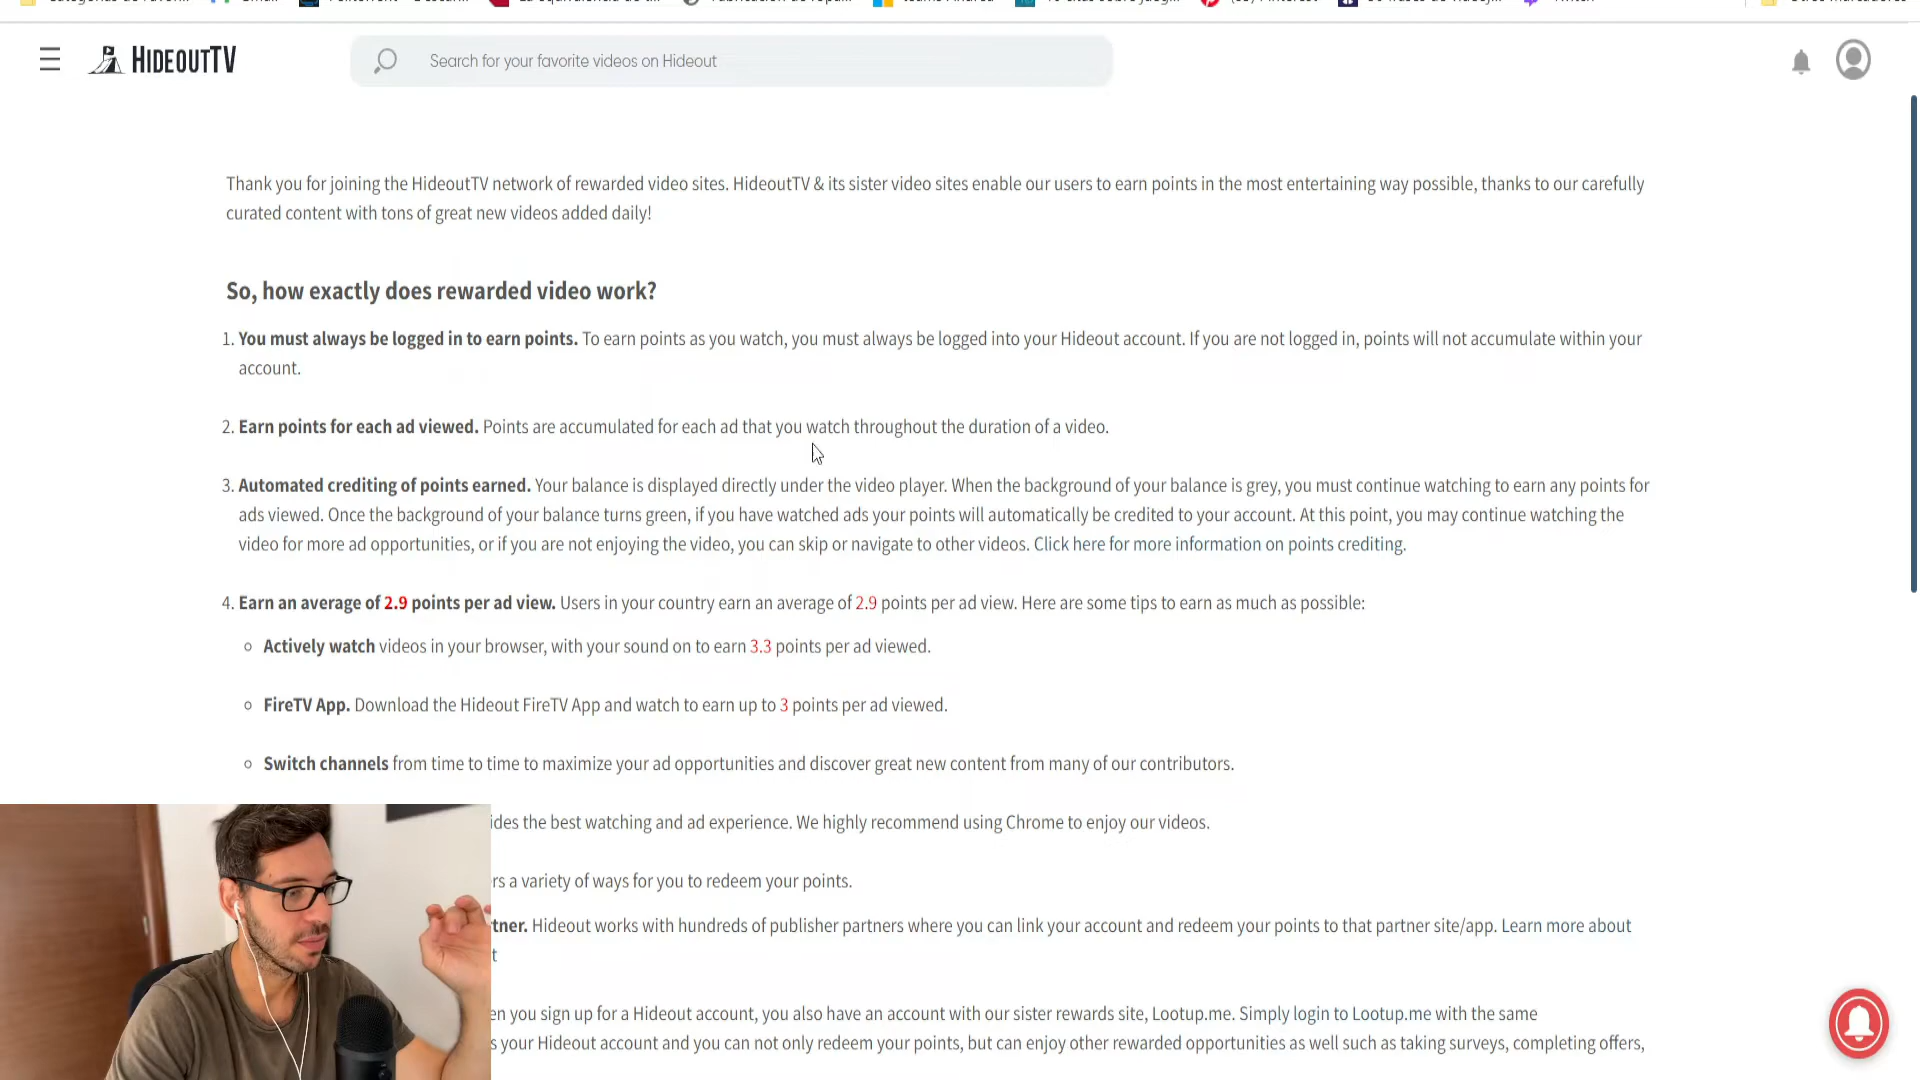 HIDEOUTTV
Search for your favorite videos on Hideout
Thank you for joining the HideoutTV network of rewarded video sites. HideoutTV & its sister video sites enable our users to earn points in the most entertaining way possible, thanks to our carefully
curated content with tons of great new videos added daily!
So, how exactly does rewarded video work?
1. You must always be logged in to earn points. To earn points as you watch, you must always be logged into your Hideout account. If you are not logged in, points will not accumulate within your
account.
2. Earn points for each ad viewed. Points are accumulated for each ad that you watch throughout the duration of a video.
3. Automated crediting of points earned. Your balance is displayed directly under the video player. When the background of your balance is grey, you must continue watching to earn any points for
ads viewed. Once the background of your balance turns green, if you have watched ads your points will automatically be credited to your account. At this point, you may continue watching the
video for more ad opportunities, or if you are not enjoying the video, you can skip or navigate to other videos. Click here for more information on points crediting.
4. Earn an average of 2.9 points per ad view. Users in your country earn an average of 2.9 points per ad view. Here are some tips to earn as much as possible:
Actively watch videos in your browser, with your sound on to earn 3.3 points per ad viewed.
FireTV App. Download the Hideout FireTV App and watch to earn up to 3 points per ad viewed.
Switch channels from time to time to maximize your ad opportunities and discover great new content from many of our contributors.
ides the best watching and ad experience. We highly recommend using Chrome to enjoy our videos.
rs a variety of ways for you to redeem your points.
tner. Hideout works with hundreds of publisher partners where you can link your account and redeem your points to that partner site/app. Learn more about
t
en you sign up for a Hideout account, you also have an account with our sister rewards site, Lootup.me. Simply login to Lootup.me with the same
s your Hideout account and you can not only redeem your points, but can enjoy other rewarded opportunities as well such as taking surveys, completing offers,